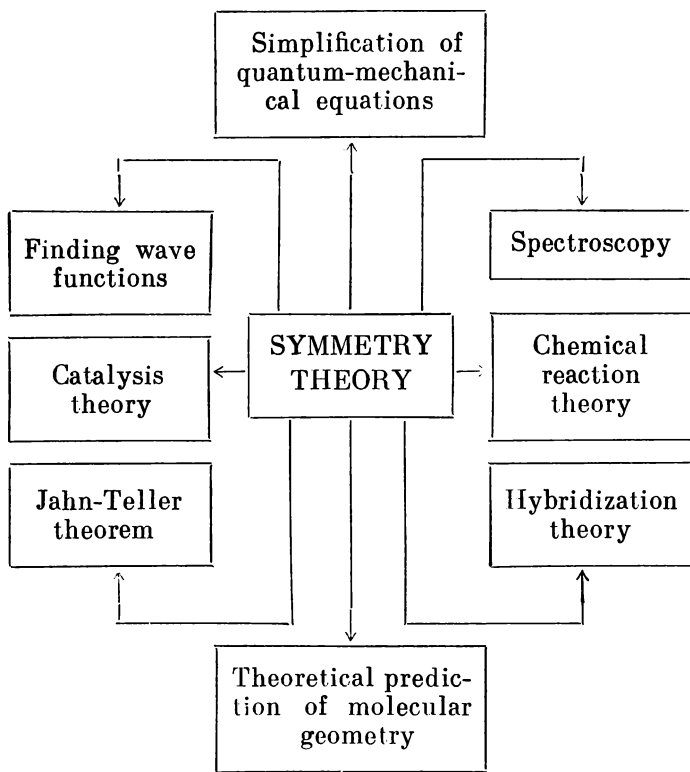 Simplification of
quantum-mechani-
cal equations
Finding wave
functions
Spectroscopy
SYMMETRY
THEORY
Catalysis
theory
Chemical
reaction
theory
Jahn-Teller
theorem
Hybridization
theory
Theoretical predic-
tion of molecular
geometry